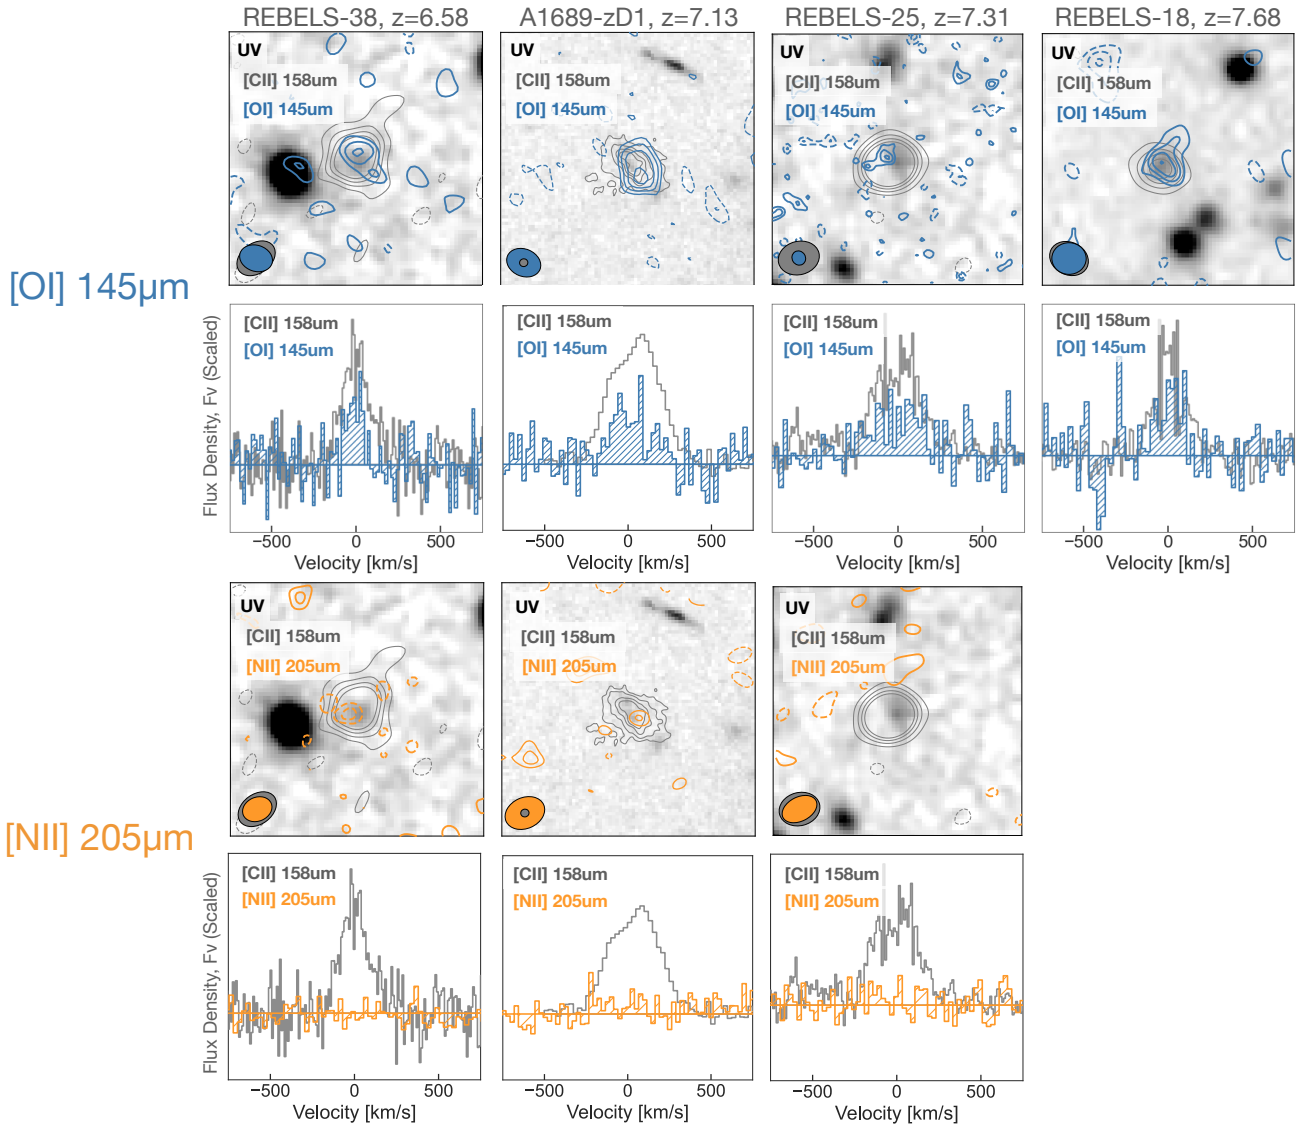 REBELS-38, z=6.58
A1689-zD1, z=7.13
REBELS-25, z=7.31
REBELS-18, z=7.68
[OI] 145μm
UV
[CII] 158um
[OI] 145um
UV
[CII] 158um
[OI] 145um
UV
[CII] 158um
[OI] 145um
UV
[CII] 158um
[OI] 145um
Flux Density, Fv (Scaled)
[CII] 158um
[OI] 145um
−500 0 500
Velocity [km/s]
[CII] 158um
[OI] 145um
−500 0 500
Velocity [km/s]
[CII] 158um
[OI] 145um
−500 0 500
Velocity [km/s]
[CII] 158um
[OI] 145um
−500 0 500
Velocity [km/s]
[NII] 205μm
UV
[CII] 158um
[NII] 205um
UV
[CII] 158um
[NII] 205um
UV
[CII] 158um
[NII] 205um
Flux Density, Fv (Scaled)
[CII] 158um
[NII] 205um
−500 0 500
Velocity [km/s]
[CII] 158um
[NII] 205um
−500 0 500
Velocity [km/s]
[CII] 158um
[NII] 205um
−500 0 500
Velocity [km/s]